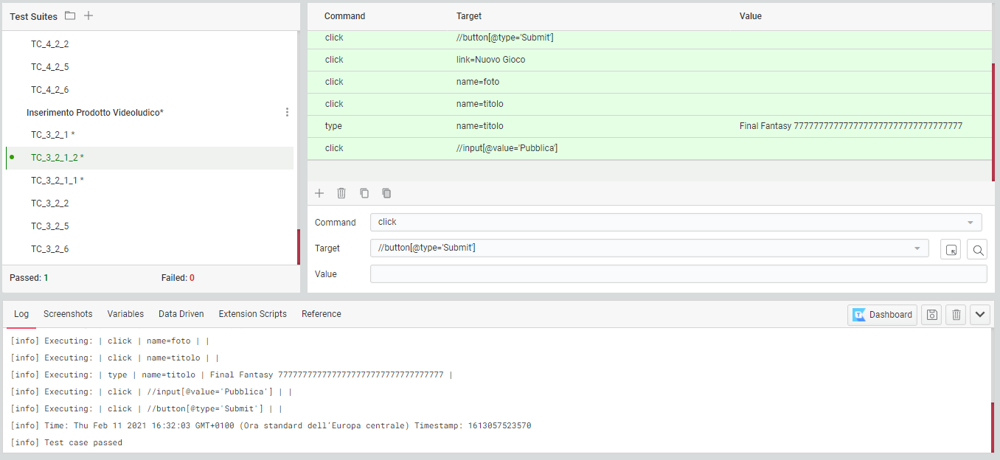 Test Suites
TC_4_2_2
TC_4_2_5
TC_4_2_6
Inserimento Prodotto Videoludico*
TC_3_2_1 *
TC_3_2_1_2 *
TC_3_2_1_1 *
TC_3_2_2
TC_3_2_5
TC_3_2_6
Passed: 1 Failed: 0
Command Target Value
click //button[@type='Submit']
click link=Nuovo Gioco
click name=foto
click name=titolo
type name=titolo Final Fantasy 77777777777777777777777777777777777
click //input[@value='Pubblica']
Command click
Target //button[@type='Submit']
Value
Log Screenshots Variables Data Driven Extension Scripts Reference Dashboard
[info] Executing: | click | name=foto | |
[info] Executing: | click | name=titolo | |
[info] Executing: | type | name=titolo | Final Fantasy 7777777777777777777777777777777777 |
[info] Executing: | click | //input[@value='Pubblica'] | |
[info] Executing: | click | //button[@type='Submit'] | |
[info] Time: Thu Feb 11 2021 16:32:03 GMT+0100 (Ora standard dell'Europa centrale) Timestamp: 1613057523570
[info] Test case passed